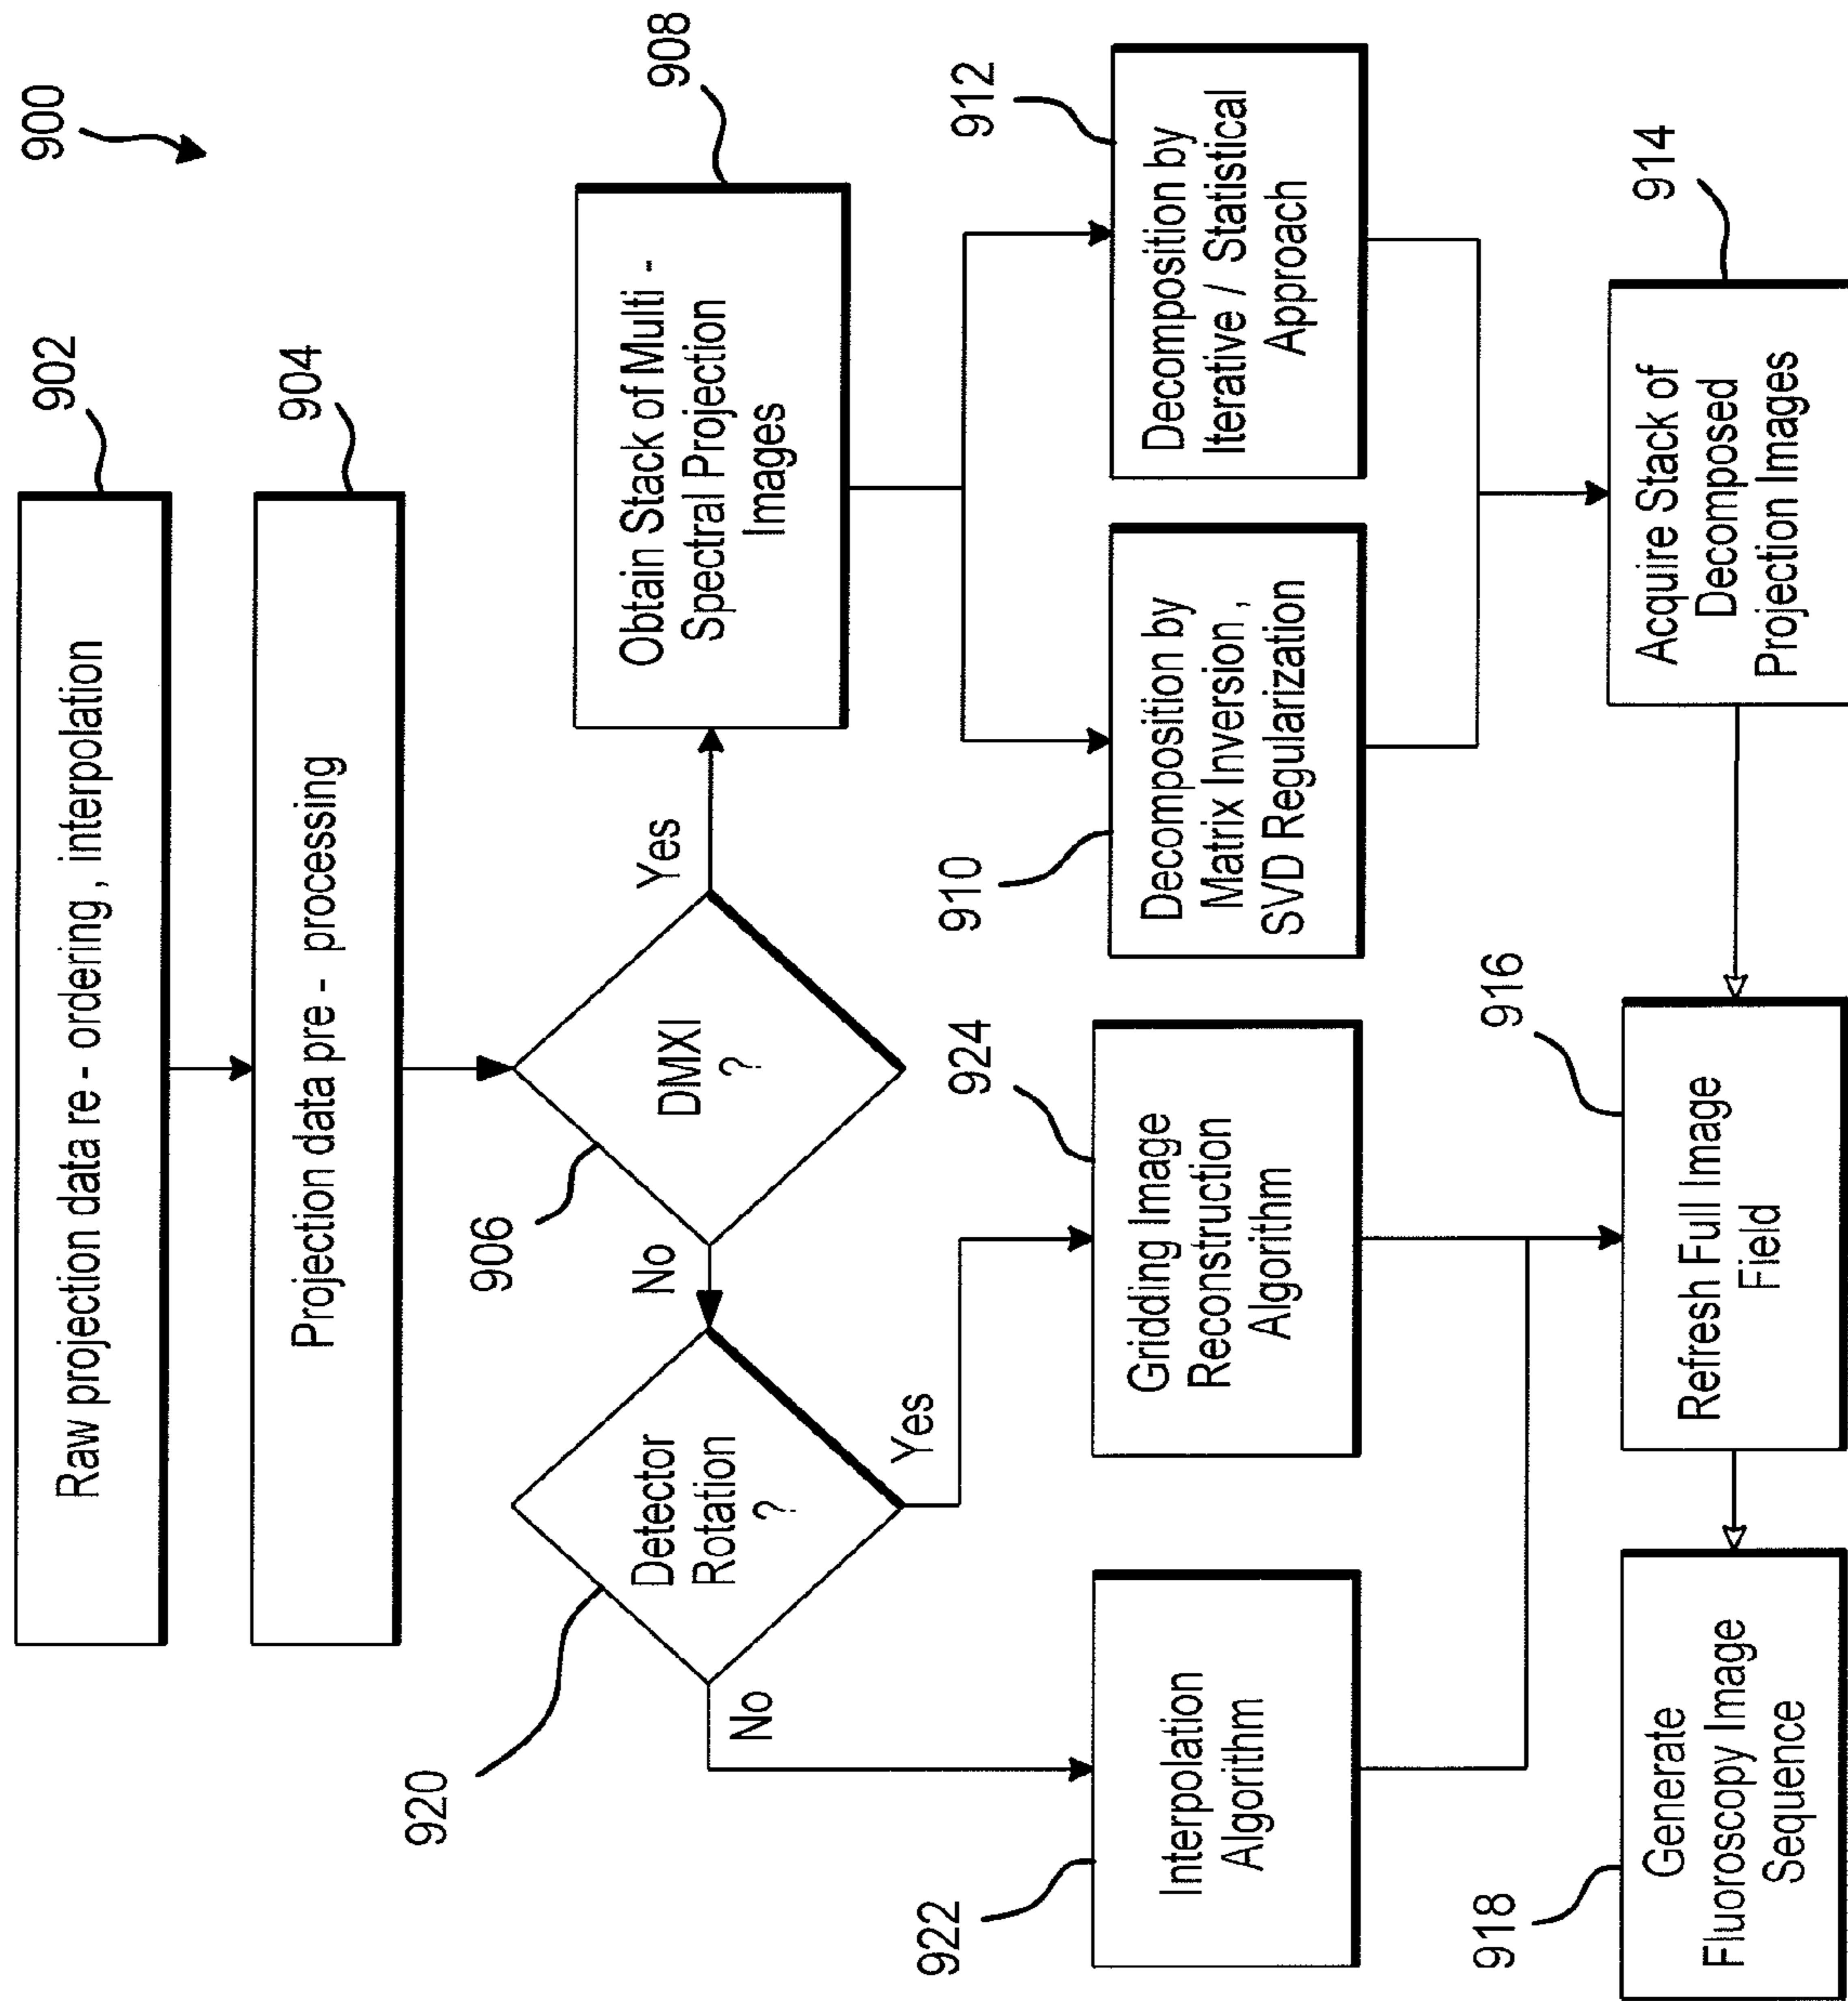 900
Raw projection data re - ordering , interpolation
902
Projection data pre - processing
904
DMXI
?
906
Yes
No
Obtain Stack of Multi -
Spectral Projection
Images
908
Detector
Rotation
?
920
No
Yes
922
Interpolation
Algorithm
924
Gridding Image
Reconstruction
Algorithm
910
Decomposition by
Matrix Inversion ,
SVD Regularization
912
Decomposition by
Iterative / Statistical
Approach
918
Generate
Fluoroscopy Image
Sequence
916
Refresh Full Image
Field
914
Acquire Stack of
Decomposed
Projection Images